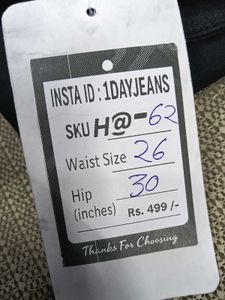 INSTA ID : 1DAYJEANS
SKU H@-62
Waist Size 26
Hip 30
(inches) Rs. 499 /-
Thanks For Choosing